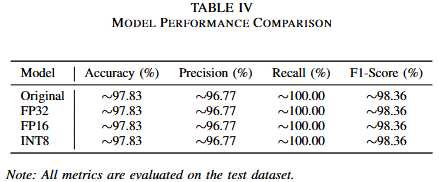 TABLE IV
MODEL PERFORMANCE COMPARISON
Model Accuracy (%) Precision (%) Recall (%) F1-Score (%)
Original ∼97.83 ∼96.77 ∼100.00 ∼98.36
FP32 ∼97.83 ∼96.77 ∼100.00 ∼98.36
FP16 ∼97.83 ∼96.77 ∼100.00 ∼98.36
INT8 ∼97.83 ∼96.77 ∼100.00 ∼98.36
Note: All metrics are evaluated on the test dataset.